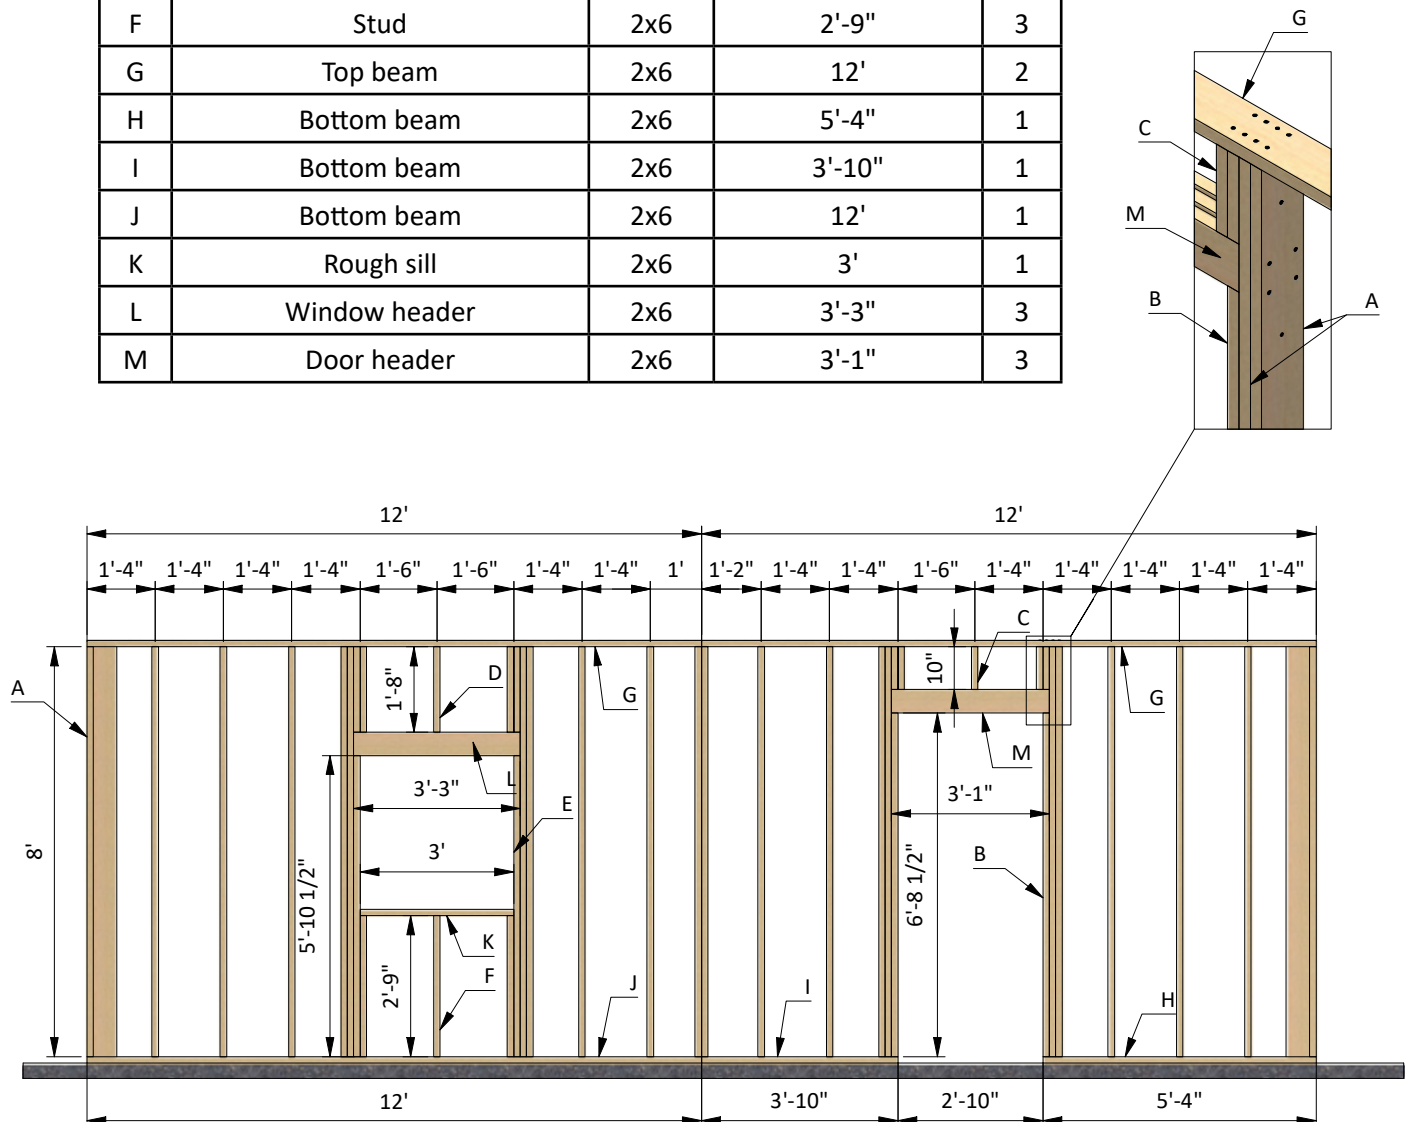 F Stud 2x6 2'-9" 3
G Top beam 2x6 12' 2
H Bottom beam 2x6 5'-4" 1
I Bottom beam 2x6 3'-10" 1
J Bottom beam 2x6 12' 1
K Rough sill 2x6 3' 1
L Window header 2x6 3'-3" 3
M Door header 2x6 3'-1" 3
G
C
M
B
A
12' 12'
1'-4" 1'-4" 1'-4" 1'-4" 1'-6" 1'-6" 1'-4" 1'-4" 1' 1'-2" 1'-4" 1'-4" 1'-6" 1'-4" 1'-4" 1'-4" 1'-4" 1'-4"
C
10"
A
1'-8"
D
G
G
L
M
3'-3"
3'-1"
E
8'
3'
B
5'-10 1/2"
6'-8 1/2"
K
2'-9"
F
J
I
H
12' 3'-10" 2'-10" 5'-4"